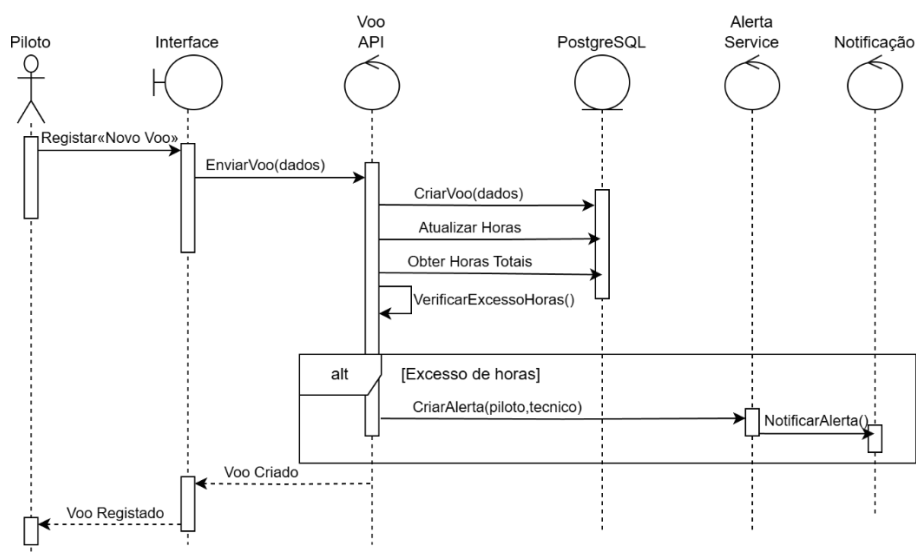 Piloto
Interface
Voo
API
PostgreSQL
Alerta
Service
Notificação
Registar«Novo Voo»
EnviarVoo(dados)
CriarVoo(dados)
Atualizar Horas
Obter Horas Totais
VerificarExcessoHoras()
alt
[Excesso de horas]
CriarAlerta(piloto,tecnico)
NotificarAlerta()
Voo Criado
Voo Registado